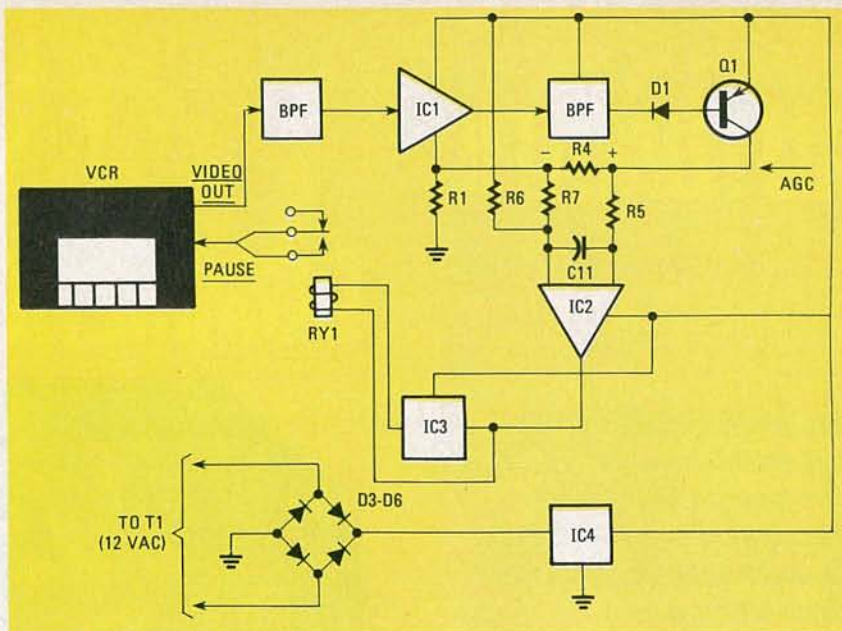 Q1
D1
BPF
IC1
BPF
VCR
VIDEO
OUT
- R4 +
AGC
R1
R6
R7
R5
PAUSE
C11
IC2
RY1
IC3
D3-D6
TO T1
(12 VAC)
IC4